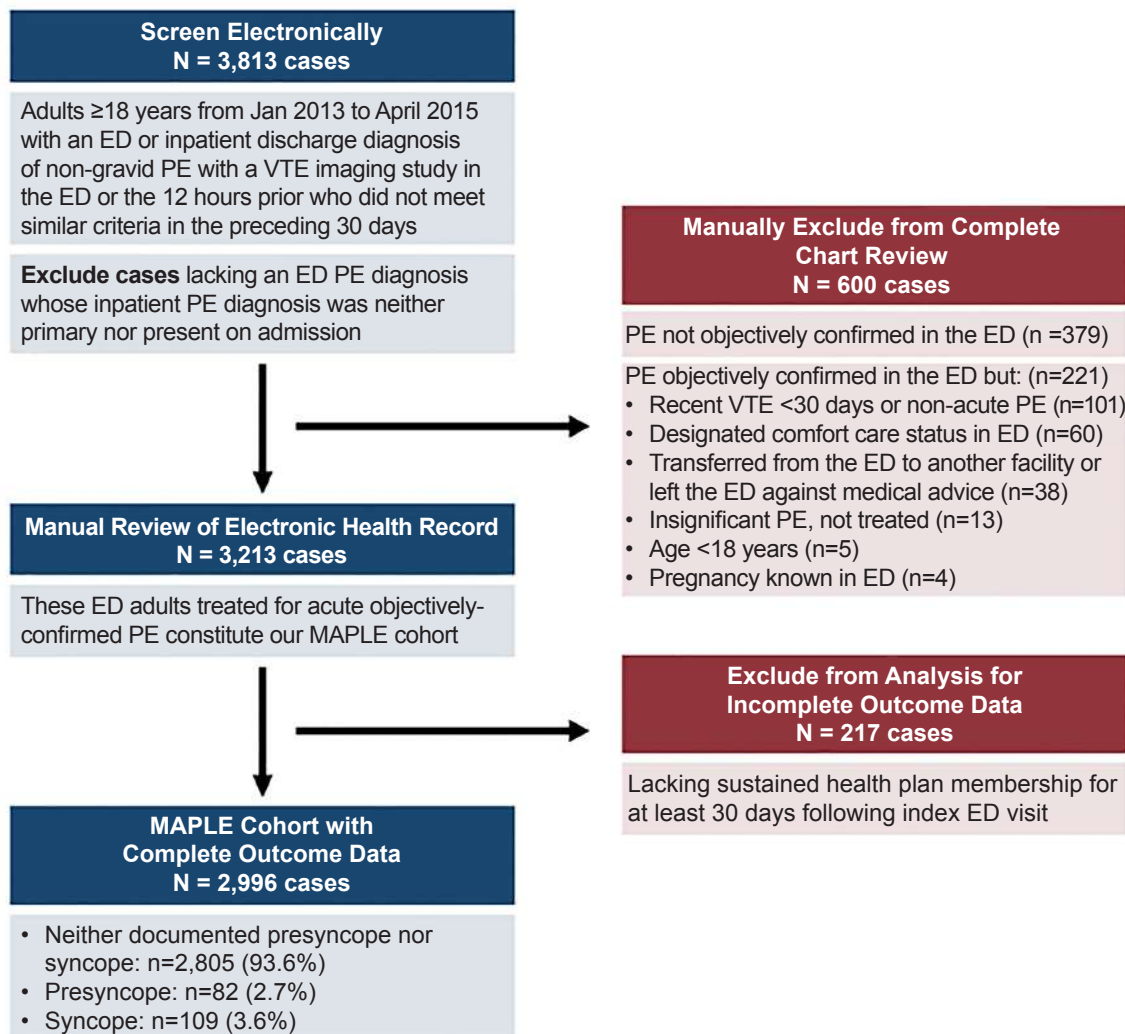 Screen Electronically
N = 3,813 cases
Adults ≥18 years from Jan 2013 to April 2015
with an ED or inpatient discharge diagnosis
of non-gravid PE with a VTE imaging study in
the ED or the 12 hours prior who did not meet
similar criteria in the preceding 30 days
Exclude cases lacking an ED PE diagnosis
whose inpatient PE diagnosis was neither
primary nor present on admission
Manually Exclude from Complete
Chart Review
N = 600 cases
PE not objectively confirmed in the ED (n =379)
PE objectively confirmed in the ED but: (n=221)
• Recent VTE <30 days or non-acute PE (n=101)
• Designated comfort care status in ED (n=60)
• Transferred from the ED to another facility or
left the ED against medical advice (n=38)
• Insignificant PE, not treated (n=13)
• Age <18 years (n=5)
• Pregnancy known in ED (n=4)
Manual Review of Electronic Health Record
N = 3,213 cases
These ED adults treated for acute objectively-
confirmed PE constitute our MAPLE cohort
Exclude from Analysis for
Incomplete Outcome Data
N = 217 cases
Lacking sustained health plan membership for
at least 30 days following index ED visit
MAPLE Cohort with
Complete Outcome Data
N = 2,996 cases
• Neither documented presyncope nor
syncope: n=2,805 (93.6%)
• Presyncope: n=82 (2.7%)
• Syncope: n=109 (3.6%)